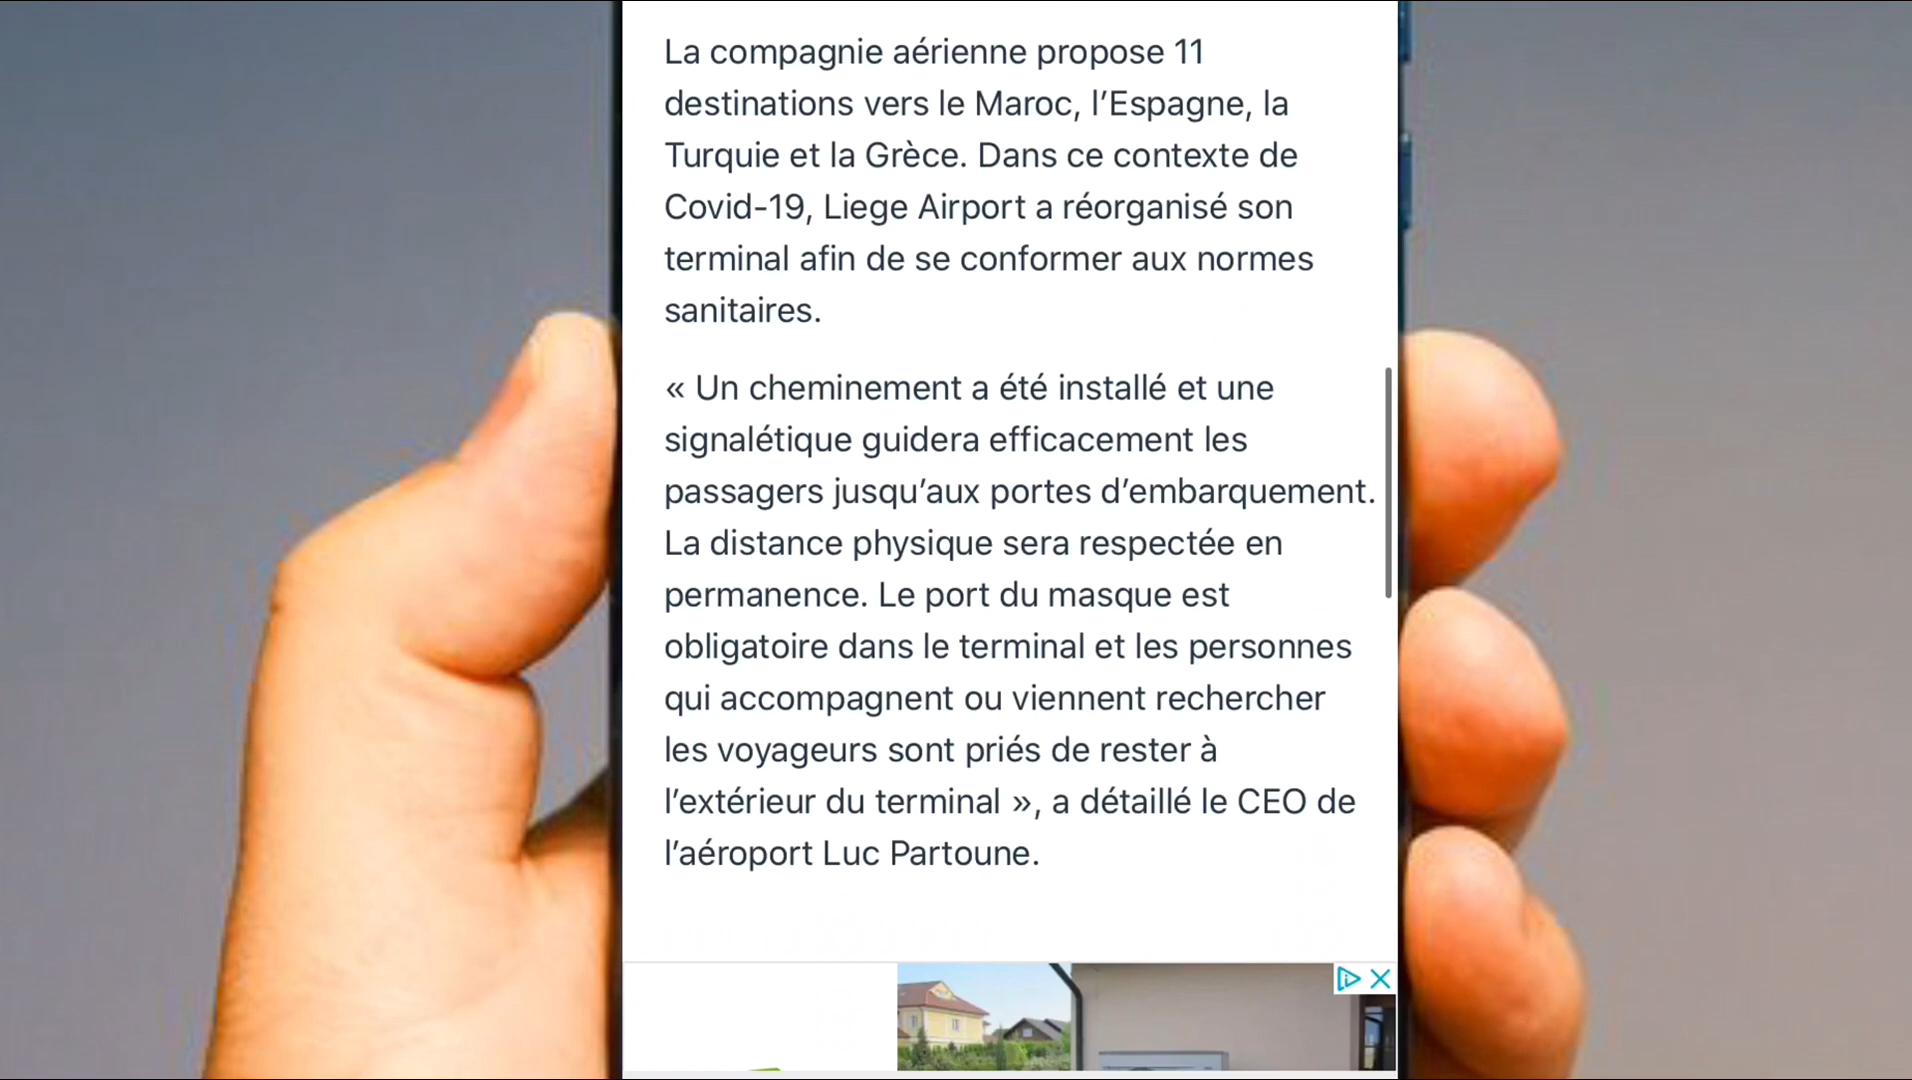 La compagnie aérienne propose 11
destinations vers le Maroc, l’Espagne, la
Turquie et la Grèce. Dans ce contexte de
Covid-19, Liege Airport a réorganisé son
terminal afin de se conformer aux normes
sanitaires.
« Un cheminement a été installé et une
signalétique guidera efficacement les
passagers jusqu’aux portes d’embarquement.
La distance physique sera respectée en
permanence. Le port du masque est
obligatoire dans le terminal et les personnes
qui accompagnent ou viennent rechercher
les voyageurs sont priés de rester à
l’extérieur du terminal », a détaillé le CEO de
l’aéroport Luc Partoune.